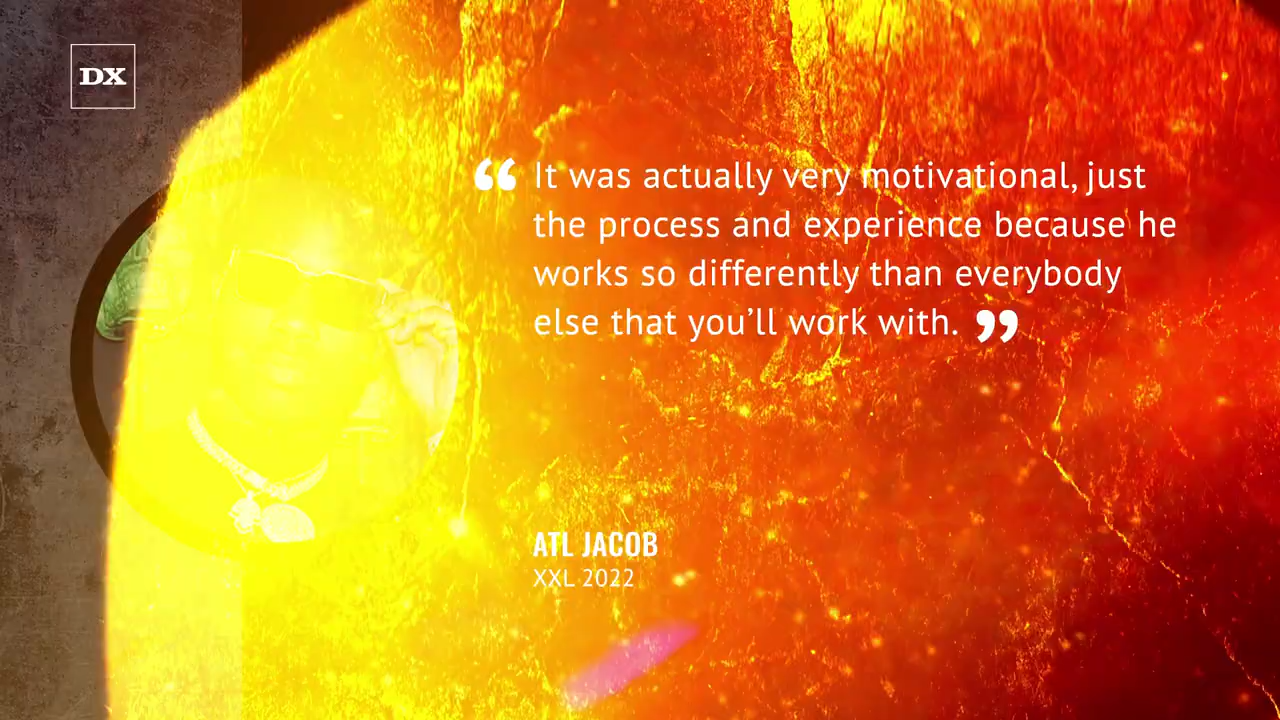 DX
“ It was actually very motivational, just
the process and experience because he
works so differently than everybody
else that you’ll work with. ”
ATL JACOB
XXL 2022